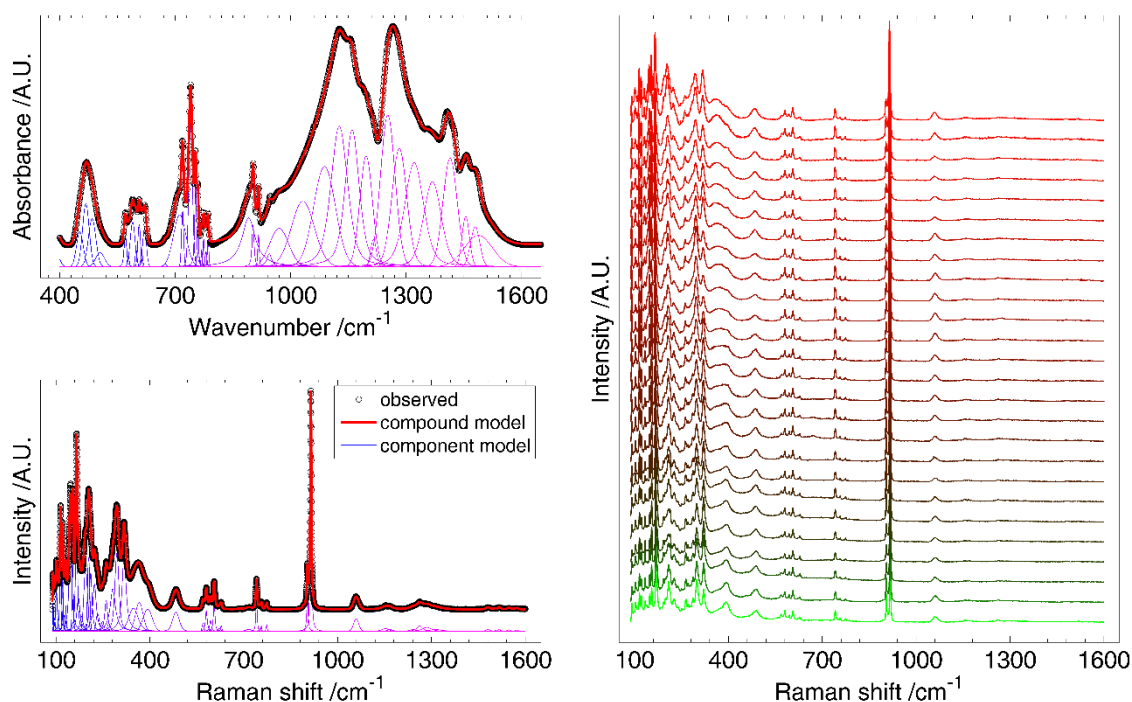 Absorbance /A.U.
400 700 1000 1300 1600
Wavenumber /cm-1
Intensity /A.U.
observed
compound model
component model
100 400 700 1000 1300 1600
Raman shift /cm-1
Intensity /A.U.
100 400 700 1000 1300 1600
Raman shift /cm-1